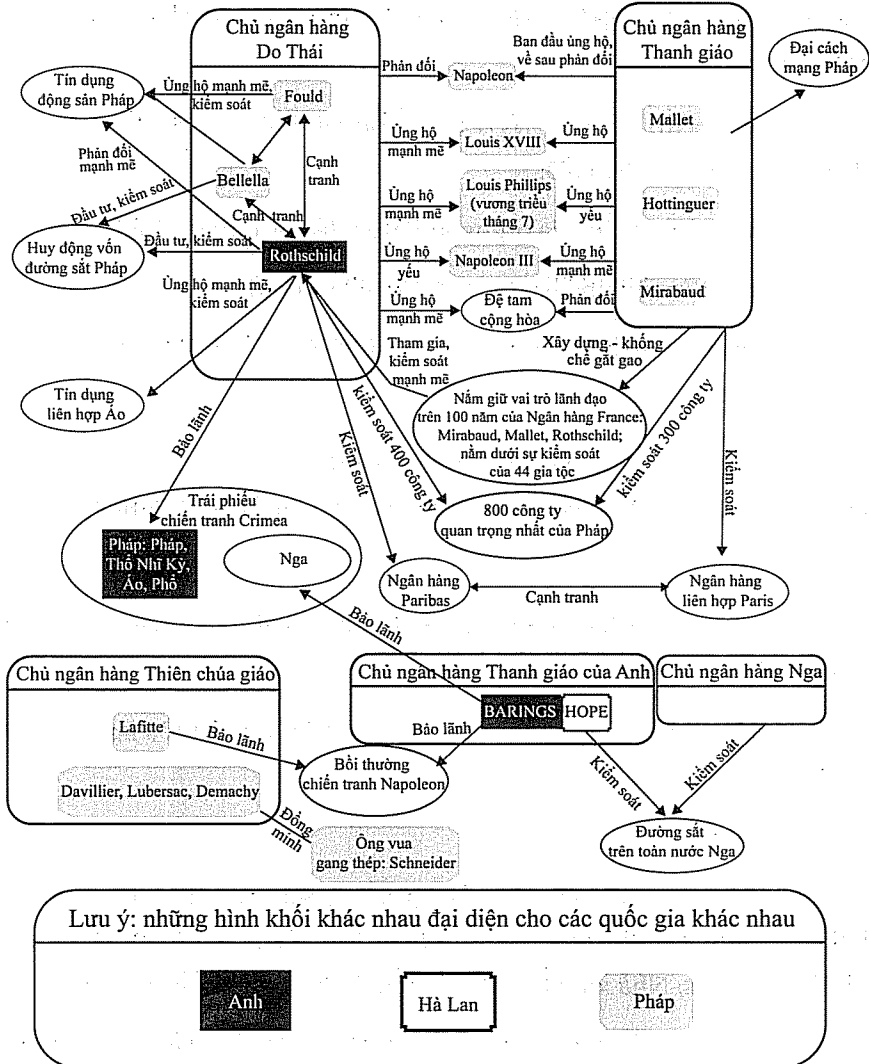 Chủ ngân hàng
Do Thái
Chủ ngân hàng
Thanh giáo
Đại cách
mạng Pháp
Tín dụng
động sản Pháp
Ủng hộ mạnh mẽ,
kiểm soát
Fould
Phản đối
Napoleon
Ban đầu ủng hộ,
về sau phản đối
Mallet
Phản đối
mạnh mẽ
Bellella
Cạnh
tranh
Ủng hộ
mạnh mẽ
Louis XVIII
Ủng hộ
Đầu tư, kiểm soát
Cạnh tranh
Ủng hộ
mạnh mẽ
Louis Phillips
(vương triều
tháng 7)
Ủng hộ
yếu
Hottinguer
Huy động vốn
đường sắt Pháp
Đầu tư, kiểm soát
Rothschild
Ủng hộ
yếu
Napoleon III
Ủng hộ
mạnh mẽ
Mirabaud
Ủng hộ mạnh mẽ,
kiểm soát
Ủng hộ
mạnh mẽ
Đệ tam
cộng hòa
Phản đối
Tham gia,
kiểm soát
mạnh mẽ
Xây dựng - khống
chế gắt gao
Tín dụng
liên hợp Áo
Nắm giữ vai trò lãnh đạo
trên 100 năm của Ngân hàng France:
Mirabaud, Mallet, Rothschild;
nằm dưới sự kiểm soát
của 44 gia tộc
Bảo lãnh
Kiểm soát
kiểm soát 400 công ty
kiểm soát 300 công ty
Kiểm soát
800 công ty
quan trọng nhất của Pháp
Trái phiếu
chiến tranh Crimea
Pháp: Pháp,
Thổ Nhĩ Kỳ,
Áo, Phổ
Nga
Ngân hàng
Paribas
Cạnh tranh
Ngân hàng
liên hợp Paris
Bảo lãnh
Chủ ngân hàng Thiên chúa giáo
Chủ ngân hàng Thanh giáo của Anh
Chủ ngân hàng Nga
Lafitte
Bảo lãnh
Bảo lãnh
BARINGS
HOPE
Bồi thường
chiến tranh Napoleon
Kiểm soát
Kiểm soát
Davillier, Lubersac, Demachy
Đồng
minh
Ông vua
gang thép: Schneider
Đường sắt
trên toàn nước Nga
Lưu ý: những hình khối khác nhau đại diện cho các quốc gia khác nhau
Anh
Hà Lan
Pháp